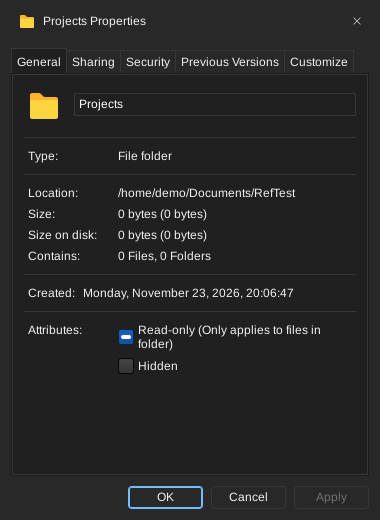 Projects Properties
General Sharing Security Previous Versions Customize
Projects
Type: File folder
Location: /home/demo/Documents/RefTest
Size: 0 bytes (0 bytes)
Size on disk: 0 bytes (0 bytes)
Contains: 0 Files, 0 Folders
Created: Monday, November 23, 2026, 20:06:47
Attributes: Read-only (Only applies to files in
folder)
Hidden
OK Cancel Apply